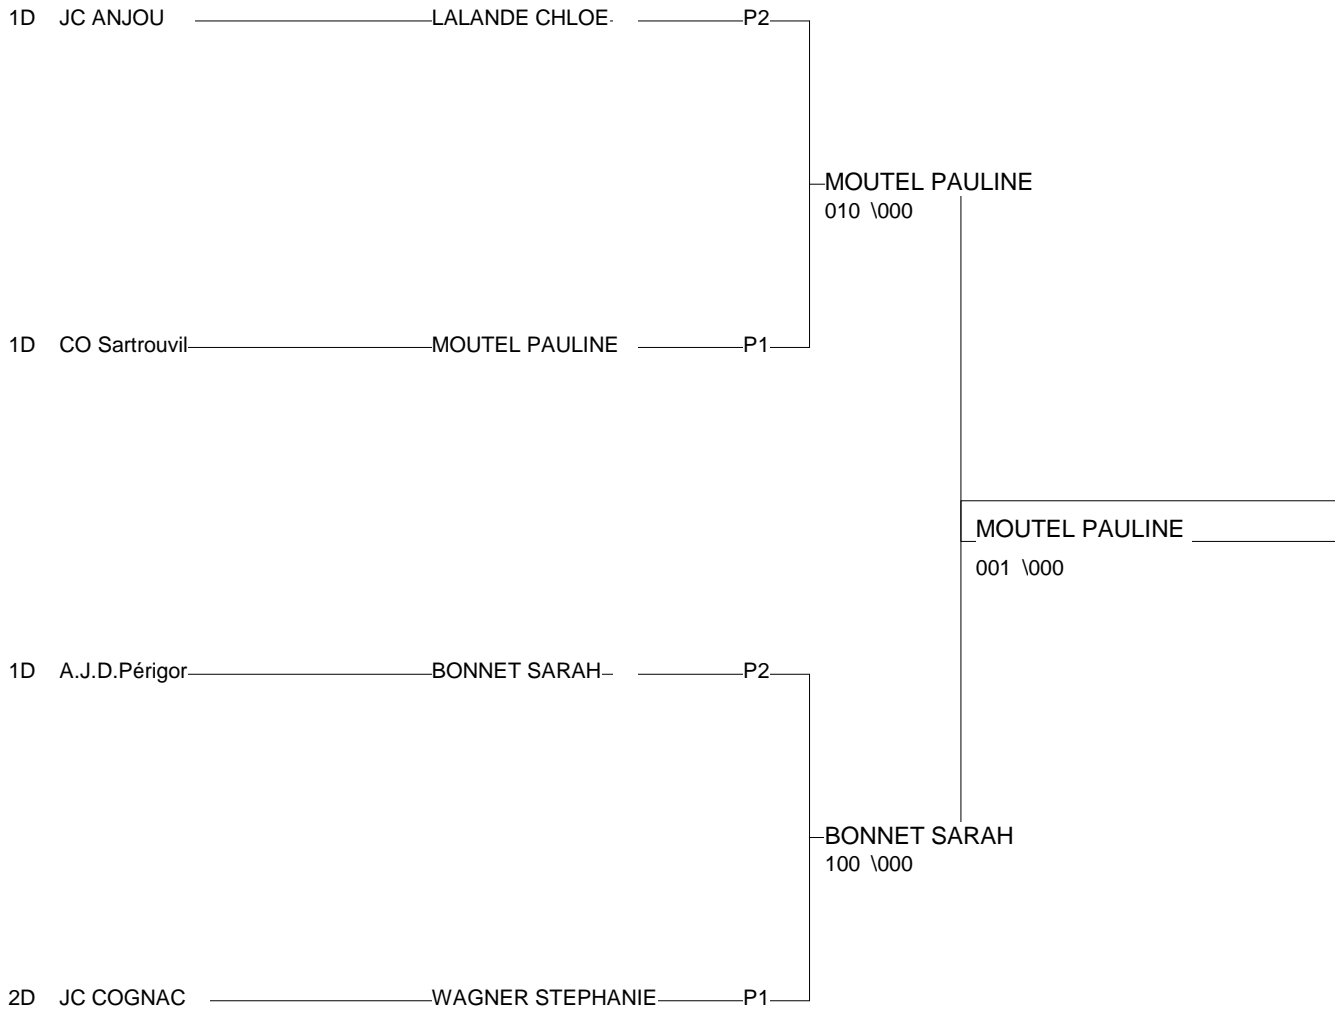 1D JC ANJOU LALANDE CHLOE P2
MOUTEL PAULINE
010 \000
1D CO Sartrouvil MOUTEL PAULINE P1
MOUTEL PAULINE
001 \000
1D A.J.D.Périgor BONNET SARAH P2
BONNET SARAH
100 \000
2D JC COGNAC WAGNER STEPHANIE P1